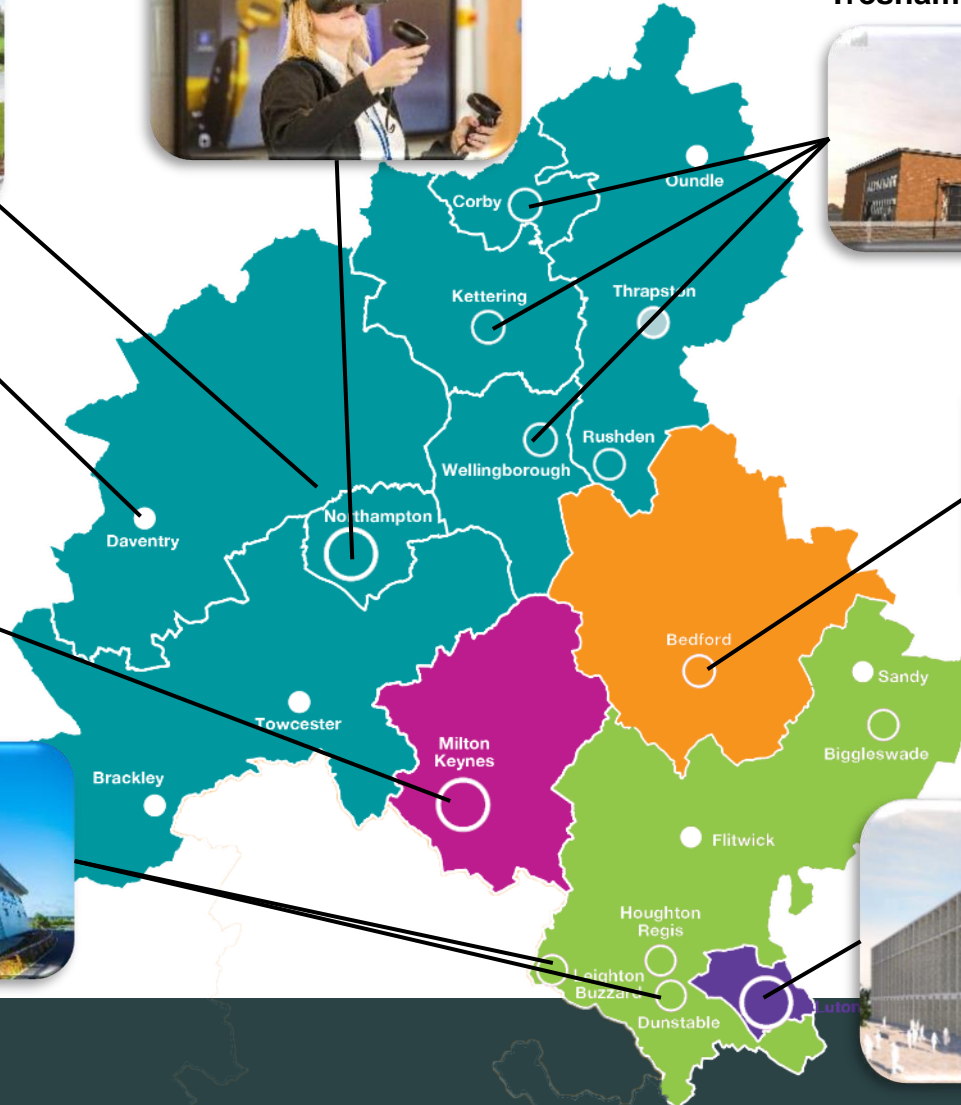 Corby
Oundle
Kettering
Thrapston
Rushden
Wellingborough
Northampton
Daventry
Bedford
Sandy
Towcester
Biggleswade
Milton
Keynes
Brackley
Flitwick
Houghton
Regis
Leighton
Buzzard
Dunstable
Luton